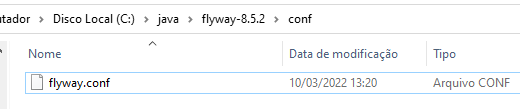 utador > Disco Local (C:) > java > flyway-8.5.2 > conf
Nome Data de modificação Tipo
flyway.conf 10/03/2022 13:20 Arquivo CONF